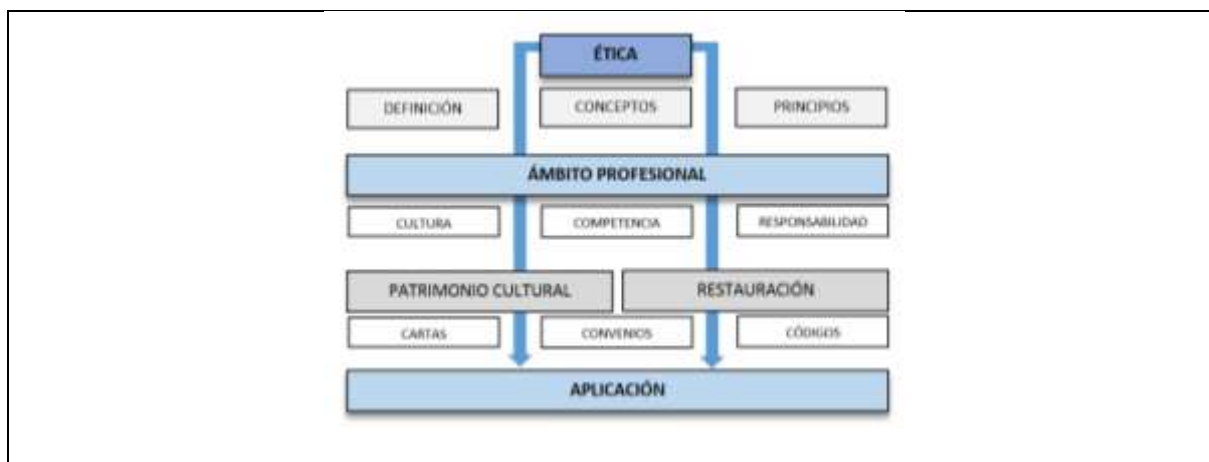 ÉTICA
DEFINICIÓN
CONCEPTOS
PRINCIPIOS
ÁMBITO PROFESIONAL
CULTURA
COMPETENCIA
RESPONSABILIDAD
PATRIMONIO CULTURAL
RESTAURACIÓN
CARTAS
CONVENIOS
CÓDIGOS
APLICACIÓN